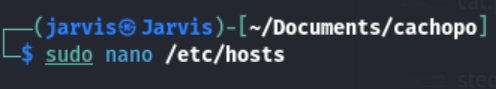 (jarvis㉿Jarvis)-[~/Documents/cachopo]
$ sudo nano /etc/hosts